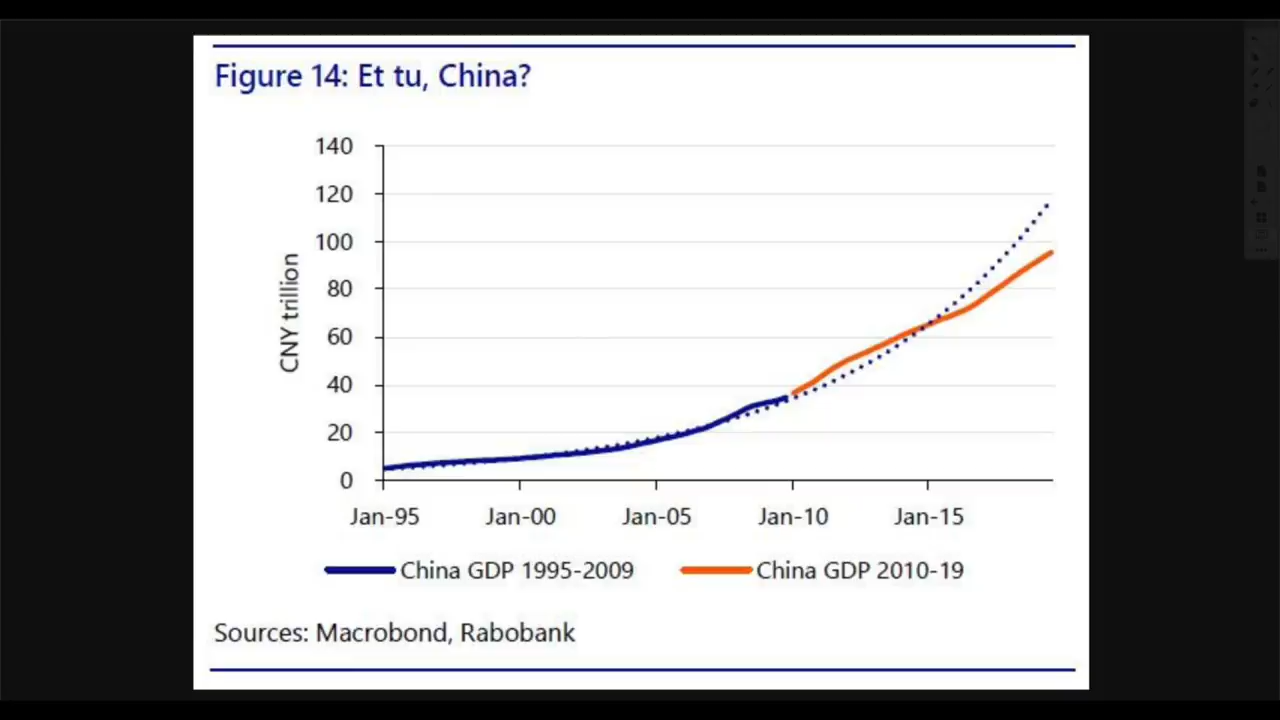 Figure 14: Et tu, China?
140
120
100
80
60
40
20
0
CNY trillion
Jan-95 Jan-00 Jan-05 Jan-10 Jan-15
China GDP 1995-2009 China GDP 2010-19
Sources: Macrobond, Rabobank